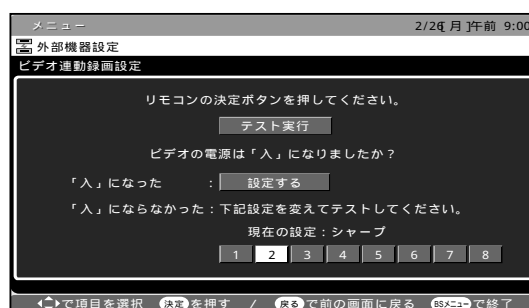 メニュー 2/26[月]午前 9:00
外部機器設定
ビデオ連動録画設定
リモコンの決定ボタンを押してください。
テスト実行
ビデオの電源は「入」になりましたか？
「入」になった ： 設定する
「入」にならなかった：下記設定を変えてテストしてください。
現在の設定：シャープ
1 2 3 4 5 6 7 8
で項目を選択 決定を押す / 戻るで前の画面に戻る BSメニューで終了